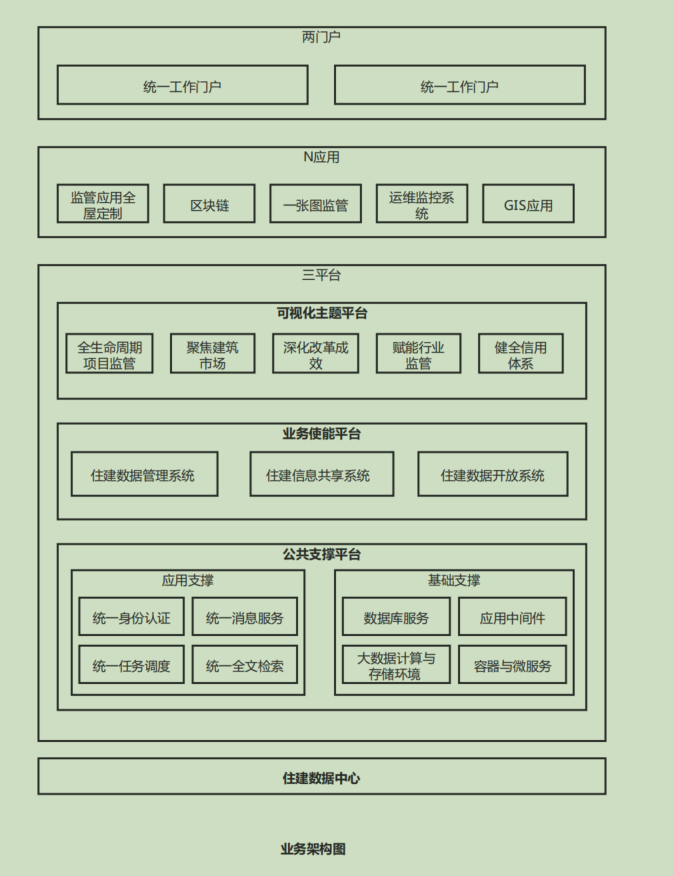 两门户
统一工作门户
统一工作门户
N应用
监管应用全
屋定制
区块链
一张图监管
运维监控系
统
GIS应用
三平台
可视化主题平台
全生命周期
项目监管
聚焦建筑
市场
深化改革成
效
赋能行业
监管
健全信用
体系
业务使能平台
住建数据管理系统
住建信息共享系统
住建数据开放系统
公共支撑平台
应用支撑
统一身份认证
统一消息服务
统一任务调度
统一全文检索
基础支撑
数据库服务
应用中间件
大数据计算与
存储环境
容器与微服务
住建数据中心
业务架构图